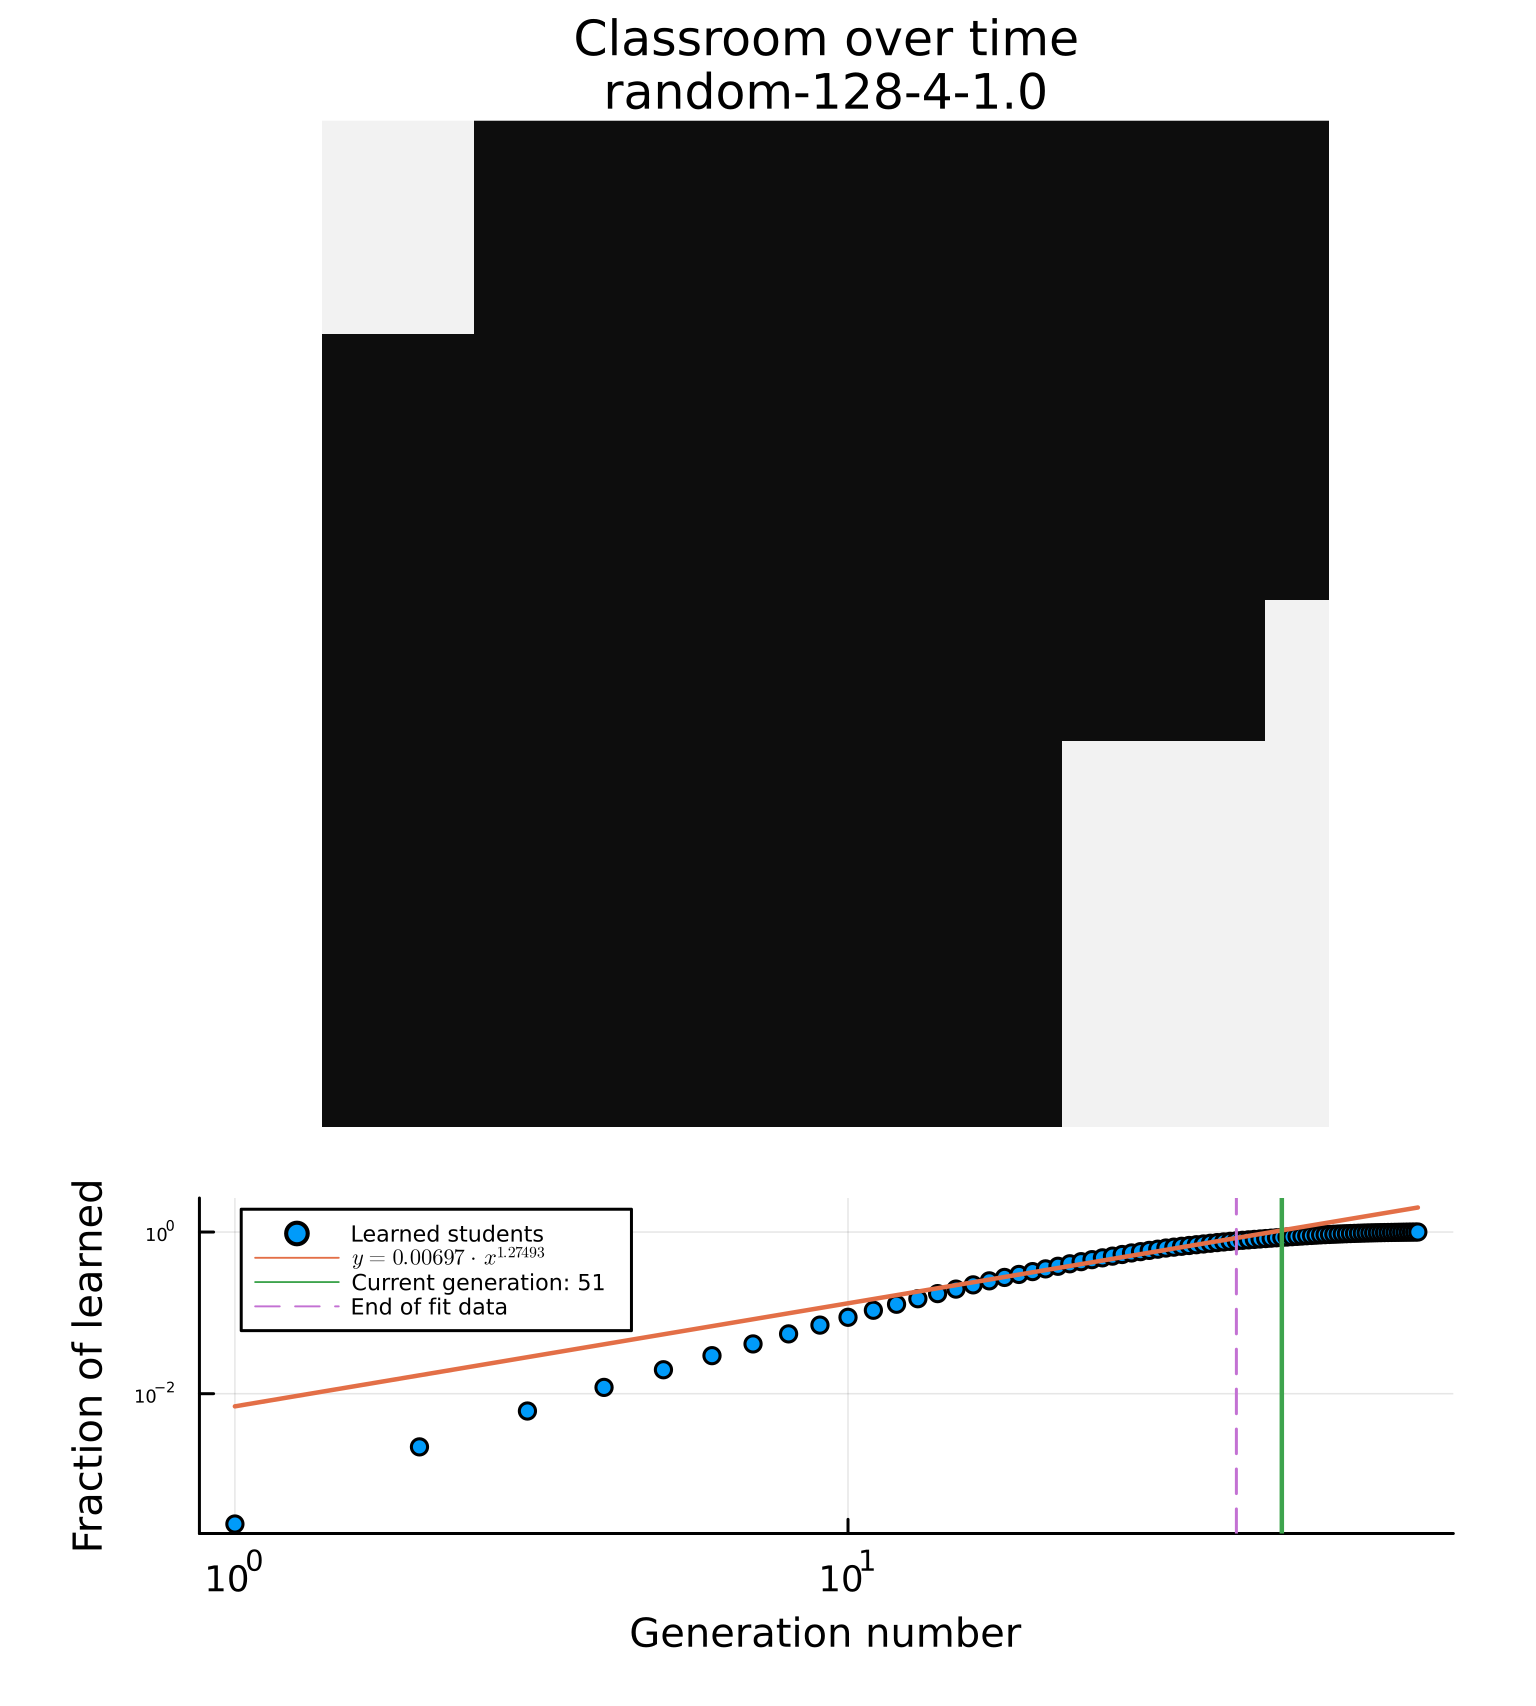 Classroom over time
random-128-4-1.0
Fraction of learned
10^0
10^-2
Learned students
y = 0.00697 · x^1.27493
Current generation: 51
End of fit data
10^0
10^1
Generation number